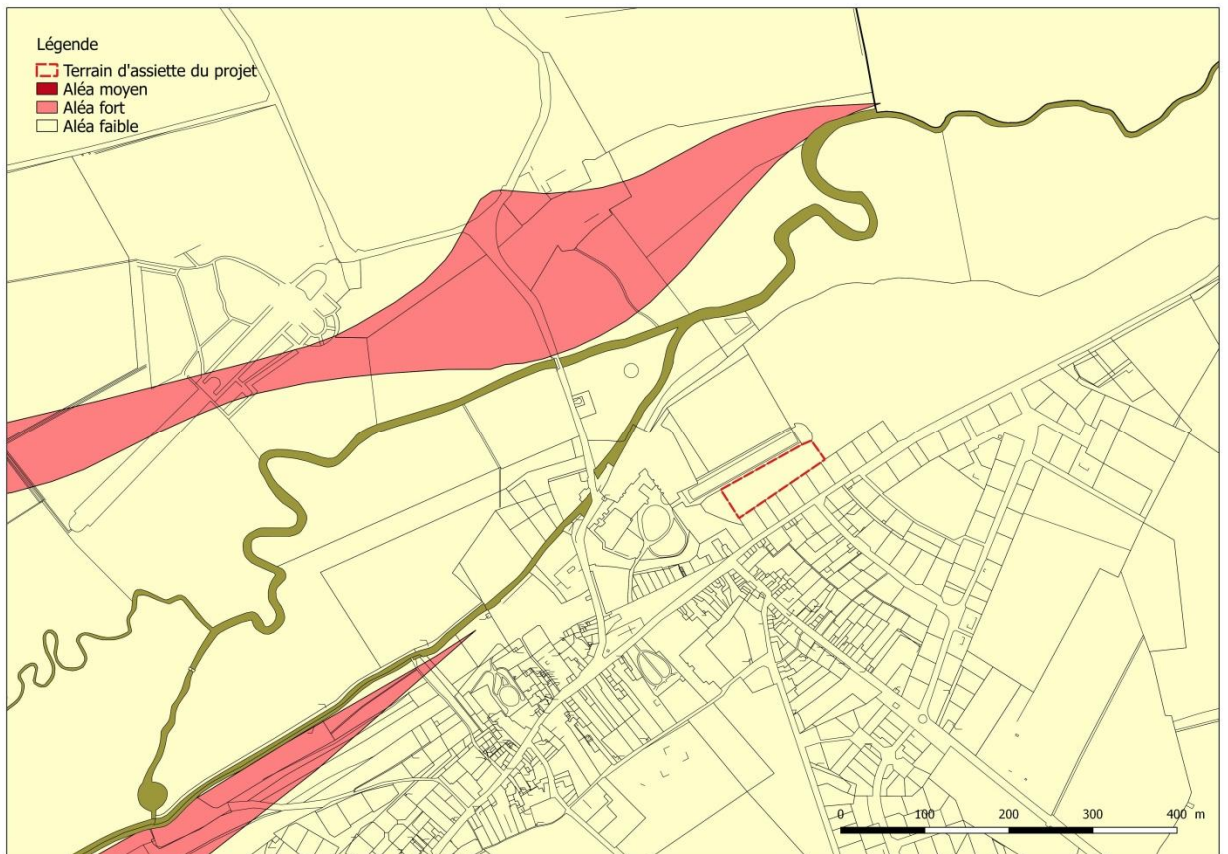 Légende
Terrain d'assiette du projet
Aléa moyen
Aléa fort
Aléa faible
0 100 200 300 400 m